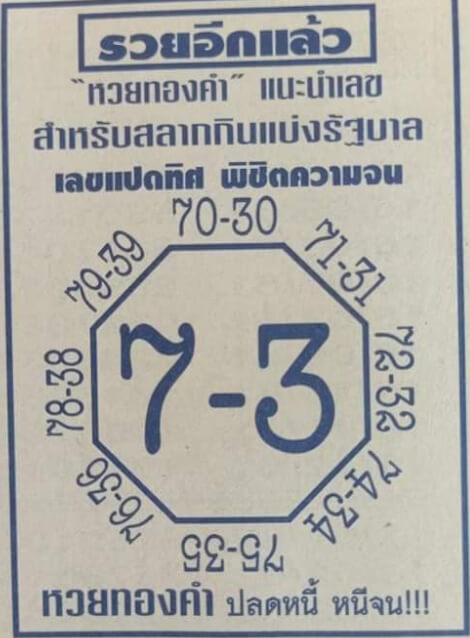 รวยอีกแล้ว
"หวยทองคำ" แนะนำเลข
สำหรับสลากกินแบ่งรัฐบาล
เลขแปดทิศ พิชิตความจน
70-30
79-39
71-31
78-38
7-3
72-32
76-36
74-34
75-35
หวยทองคำ ปลดหนี้ หนีจน!!!